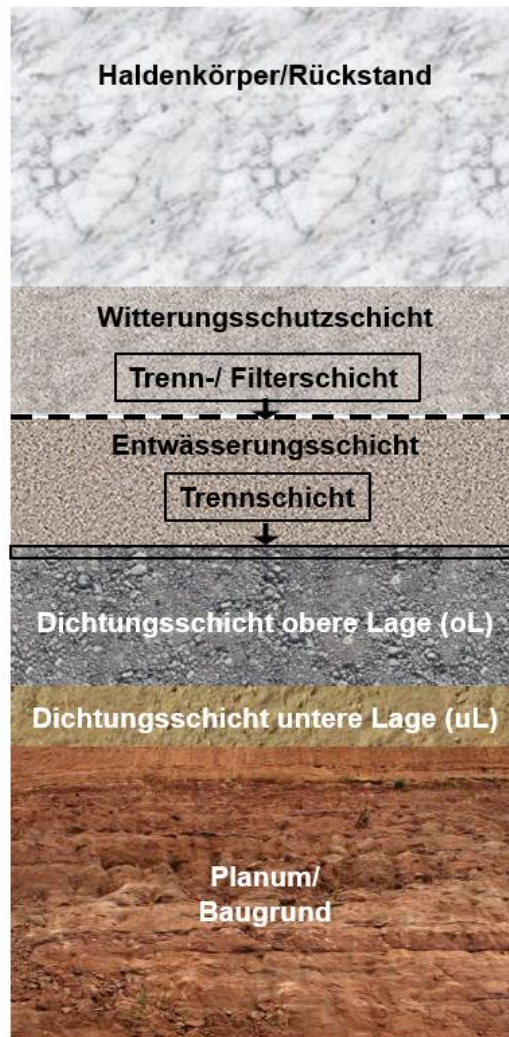 Haldenkörper/Rückstand
Witterungsschutzschicht
Trenn-/ Filterschicht
Entwässerungsschicht
Trennschicht
Dichtungsschicht obere Lage (oL)
Dichtungsschicht untere Lage (uL)
Planum/
Baugrund